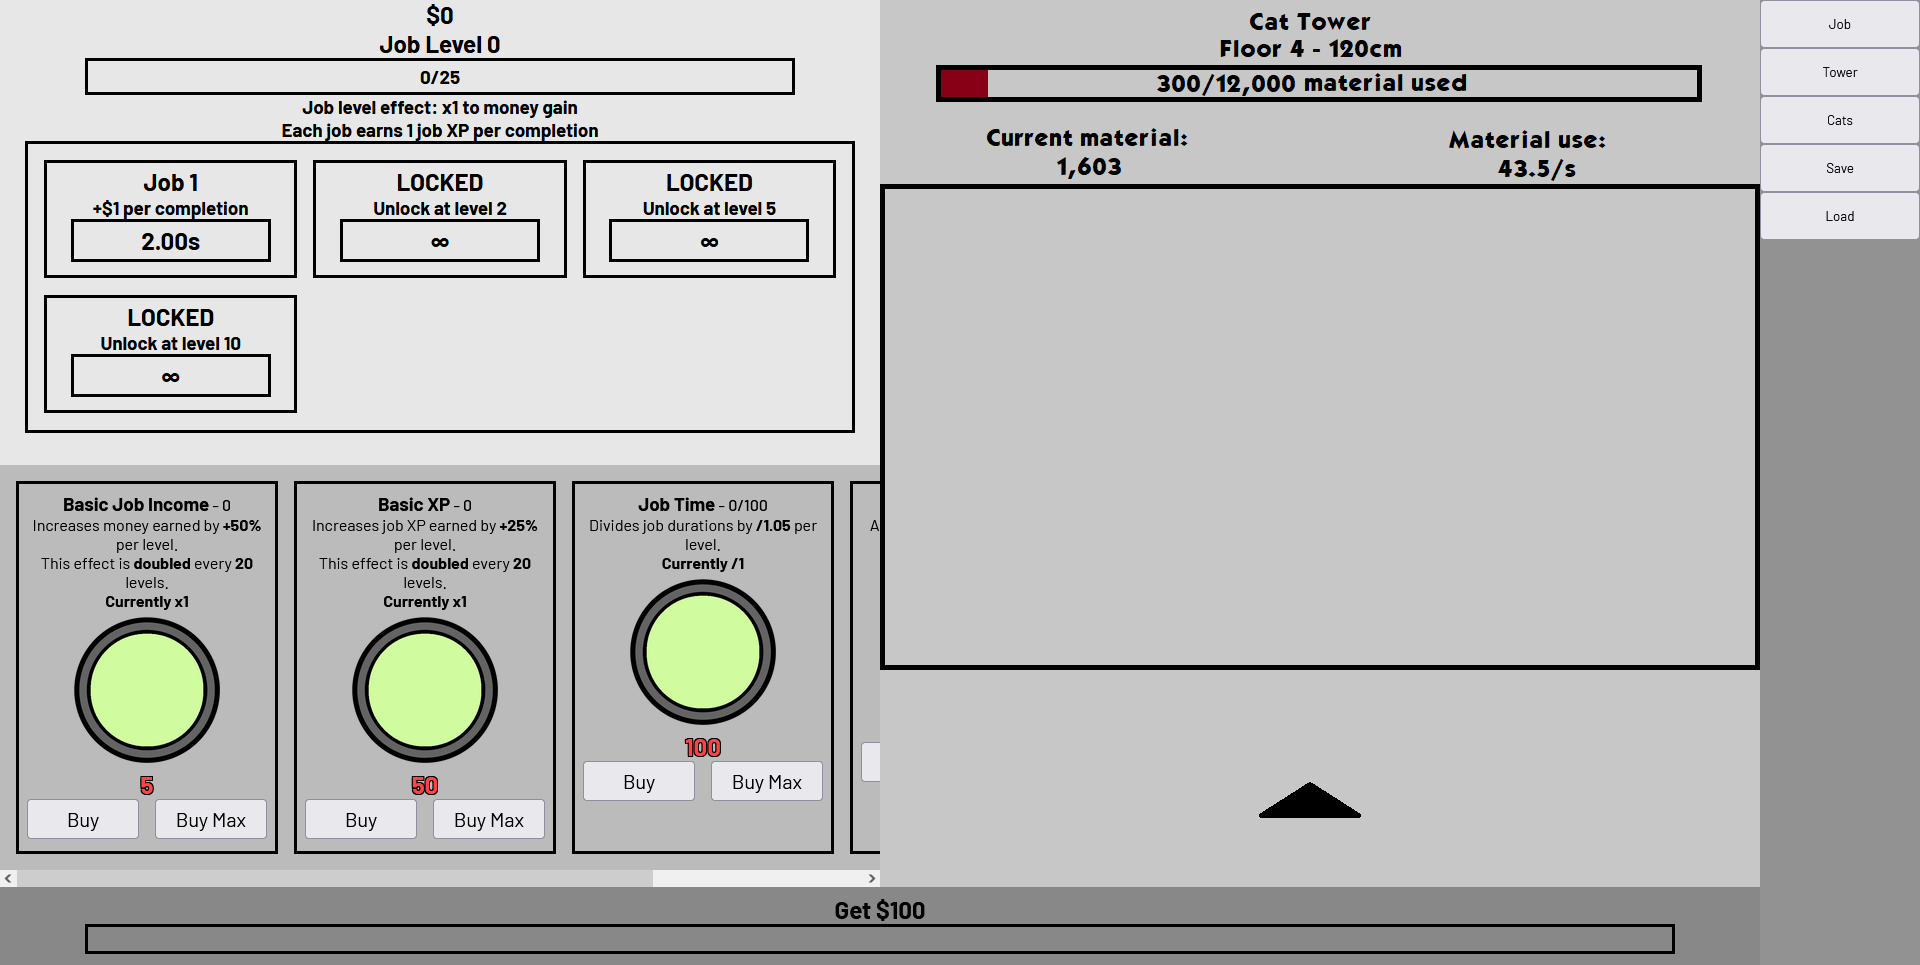 $0
Job Level 0
0/25
Job level effect: x1 to money gain
Each job earns 1 job XP per completion
Job 1
+$1 per completion
2.00s
LOCKED
Unlock at level 2
∞
LOCKED
Unlock at level 5
∞
LOCKED
Unlock at level 10
∞
Basic Job Income - 0
Increases money earned by +50%
per level.
This effect is doubled every 20
levels.
Currently x1
5
Buy
Buy Max
Basic XP - 0
Increases job XP earned by +25%
per level.
This effect is doubled every 20
levels.
Currently x1
50
Buy
Buy Max
Job Time - 0/100
Divides job durations by /1.05 per
level.
Currently /1
100
Buy
Buy Max
A
Cat Tower
Floor 4 - 120cm
300/12,000 material used
Current material:
1,603
Material use:
43.5/s
Job
Tower
Cats
Save
Load
Get $100